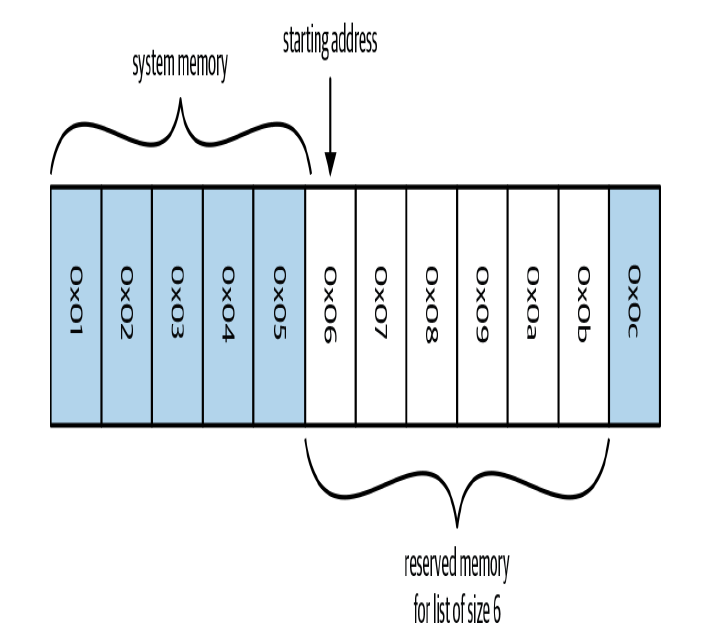 starting address
system memory
0x01
0x02
0x03
0x04
0x05
0x06
0x07
0x08
0x09
0x0a
0x0b
0x0c
reserved memory
for list of size 6